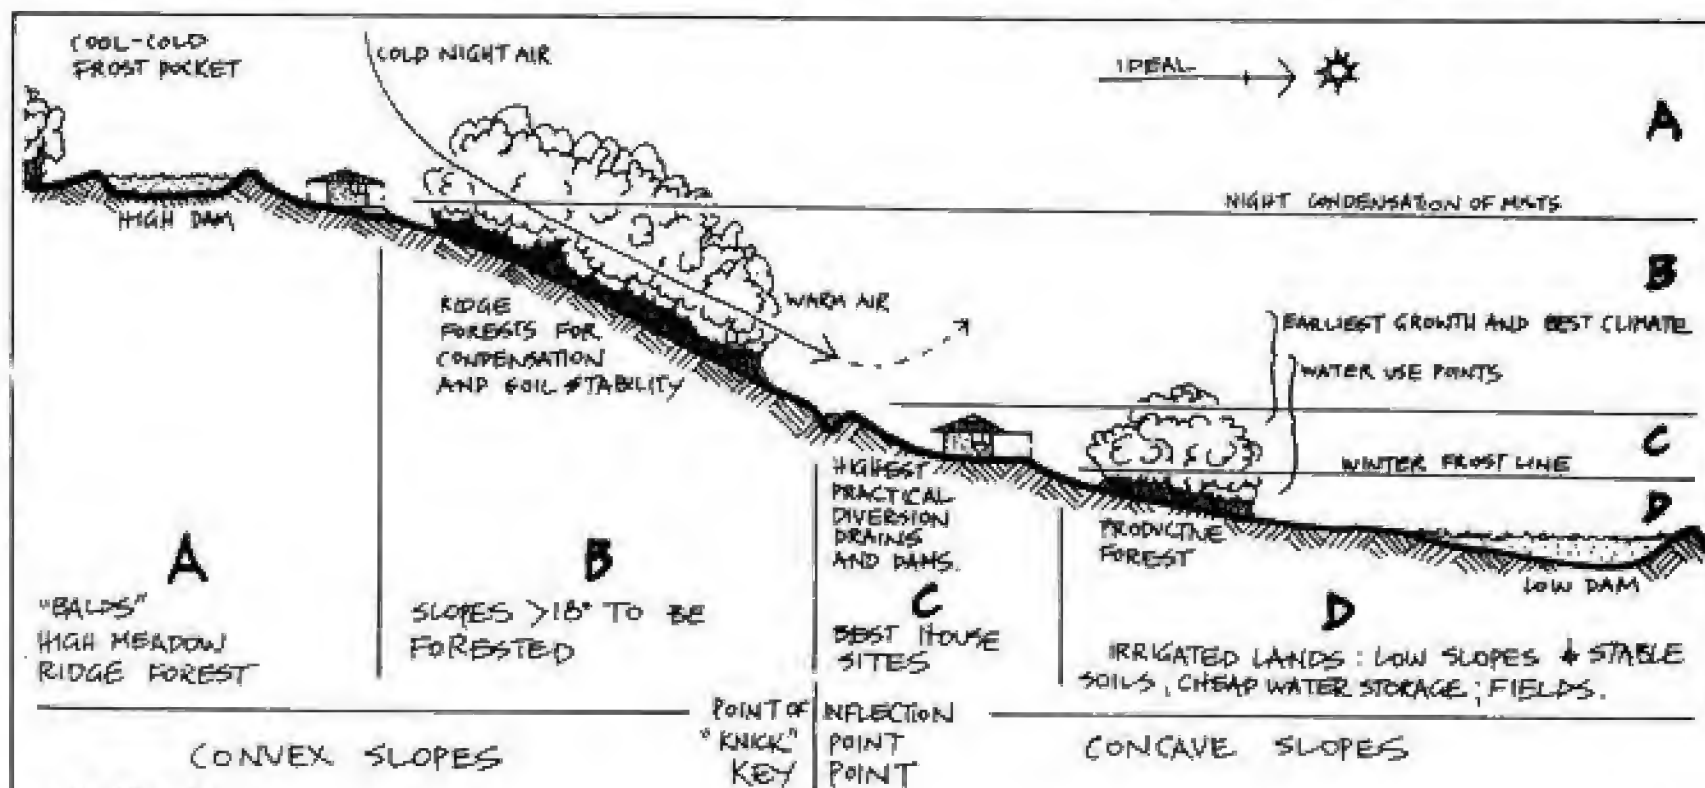 COOL-COLD
FROST POCKET
COLD NIGHT AIR
IDEAL
A
HIGH DAM
NIGHT CONDENSATION OF MISTS
B
RIDGE
FORESTS FOR
CONDENSATION
AND SOIL STABILITY
WARM AIR
EARLIEST GROWTH AND BEST CLIMATE
WATER USE POINTS
C
WINTER FROST LINE
D
HIGHEST
PRACTICAL
DIVERSION
DRAINS
AND DAMS.
PRODUCTIVE
FOREST
LOW DAM
A
"BALDS"
HIGH MEADOW
RIDGE FOREST
B
SLOPES >18° TO BE
FORESTED
C
BEST HOUSE
SITES
D
IRRIGATED LANDS: LOW SLOPES & STABLE
SOILS, CHEAP WATER STORAGE; FIELDS.
CONVEX SLOPES
POINT OF INFLECTION
"KNICK" POINT
KEY POINT
CONCAVE SLOPES